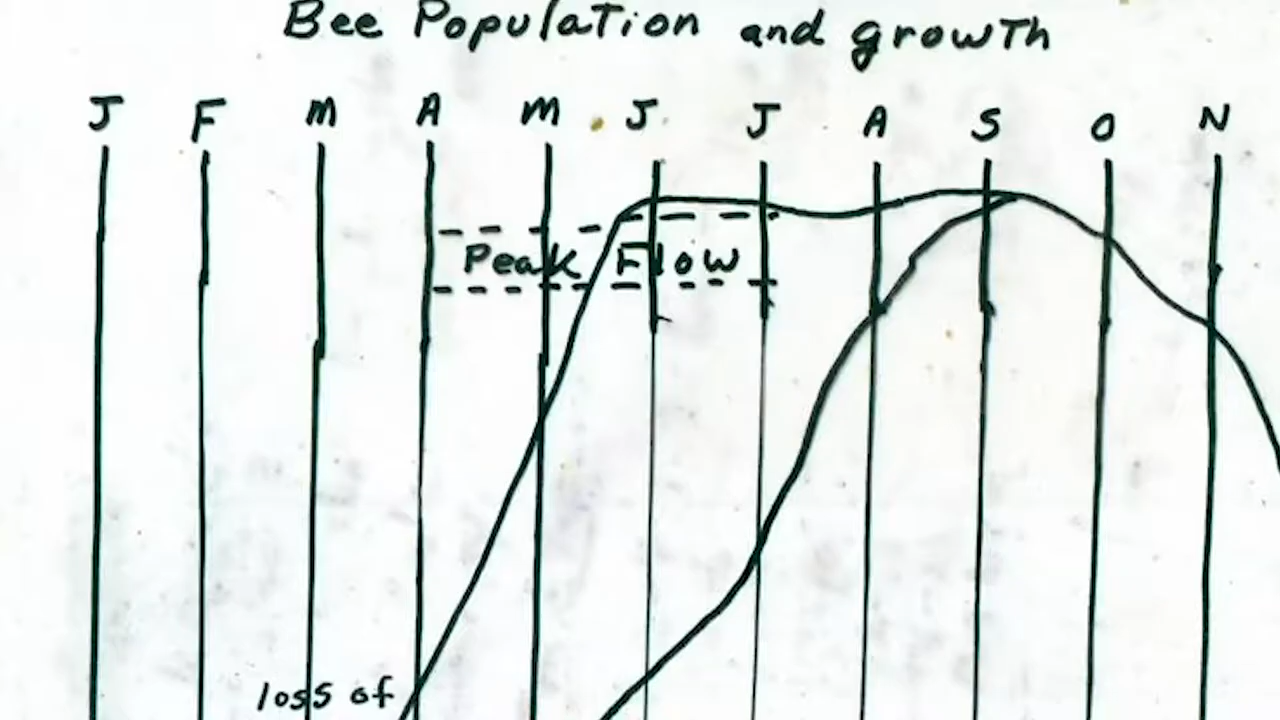 Bee Population and growth
J F M A M J J A S O N
Peak Flow
loss of